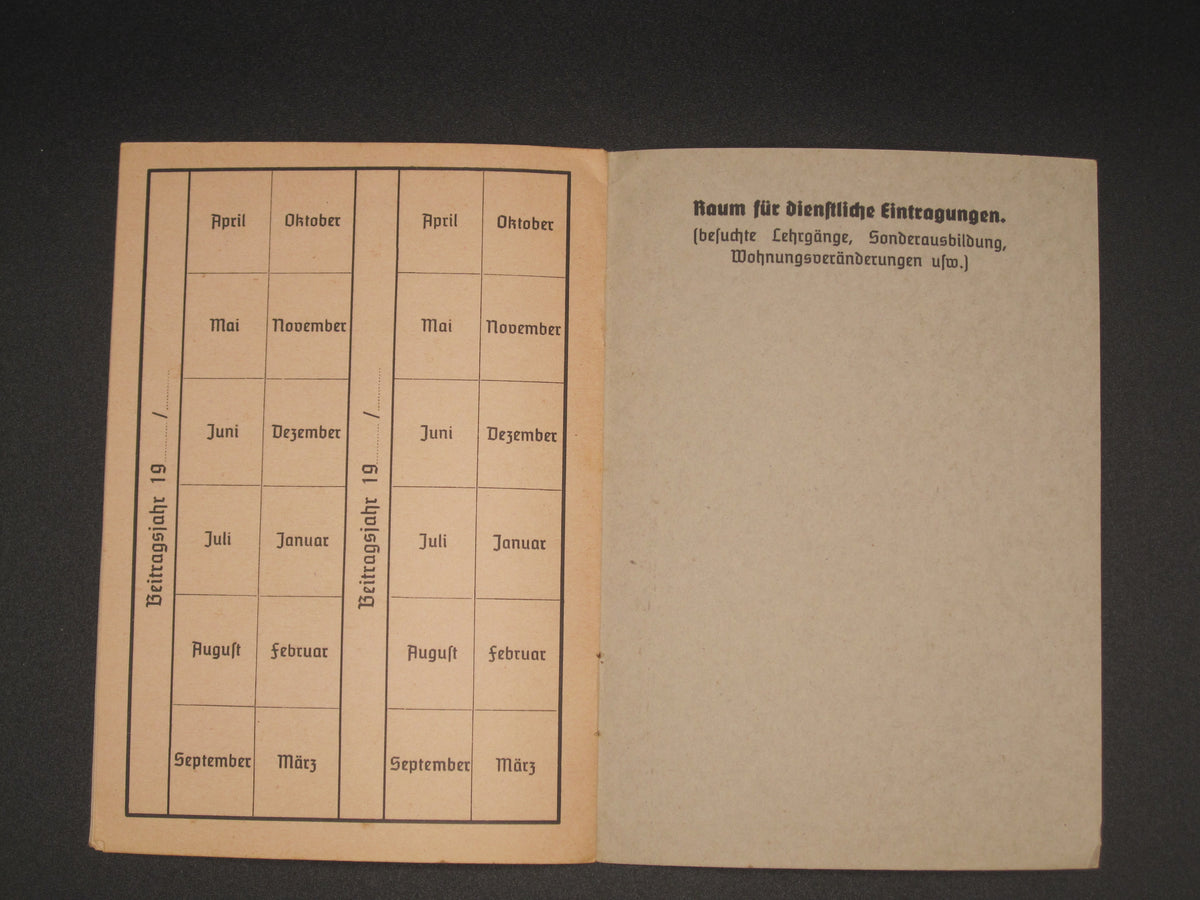 Beitragsjahr 19....../......
April Oktober
Mai November
Juni Dezember
Juli Januar
August Februar
September März
Beitragsjahr 19....../......
April Oktober
Mai November
Juni Dezember
Juli Januar
August Februar
September März
Raum für dienstliche Eintragungen.
(besuchte Lehrgänge, Sonderausbildung,
Wohnungsveränderungen usw.)